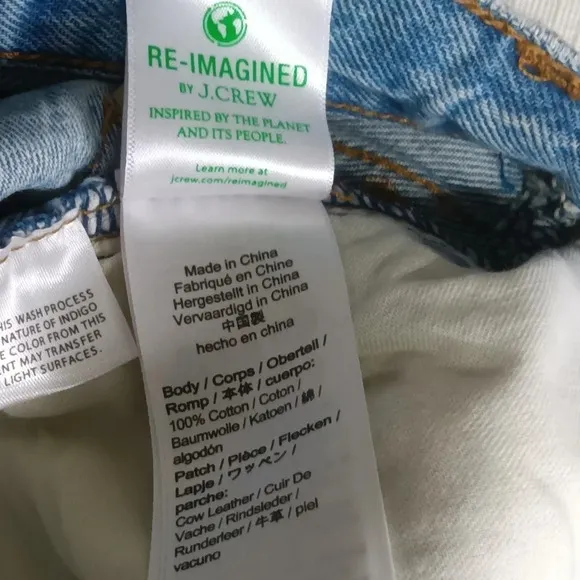 RE-IMAGINED
BY J.CREW
INSPIRED BY THE PLANET
AND ITS PEOPLE.
Learn more at
jcrew.com/reimagined
Made in China
Fabriqué en Chine
Hergestellt in China
Vervaardigd in China
中国製
hecho en china
Body / Corps / Oberteil /
Romp / 本体 / cuerpo:
100% Cotton / Coton /
Baumwolle / Katoen / 綿 /
algodón
Patch / Pièce / Flecken /
Lapje / ワッペン /
parche:
Cow Leather / Cuir De
Vache / Rindsleder /
Runderleer / 牛革 / piel
vacuno
WASH PROCESS
NATURE OF INDIGO
COLOR FROM THIS
MAY TRANSFER
LIGHT SURFACES.